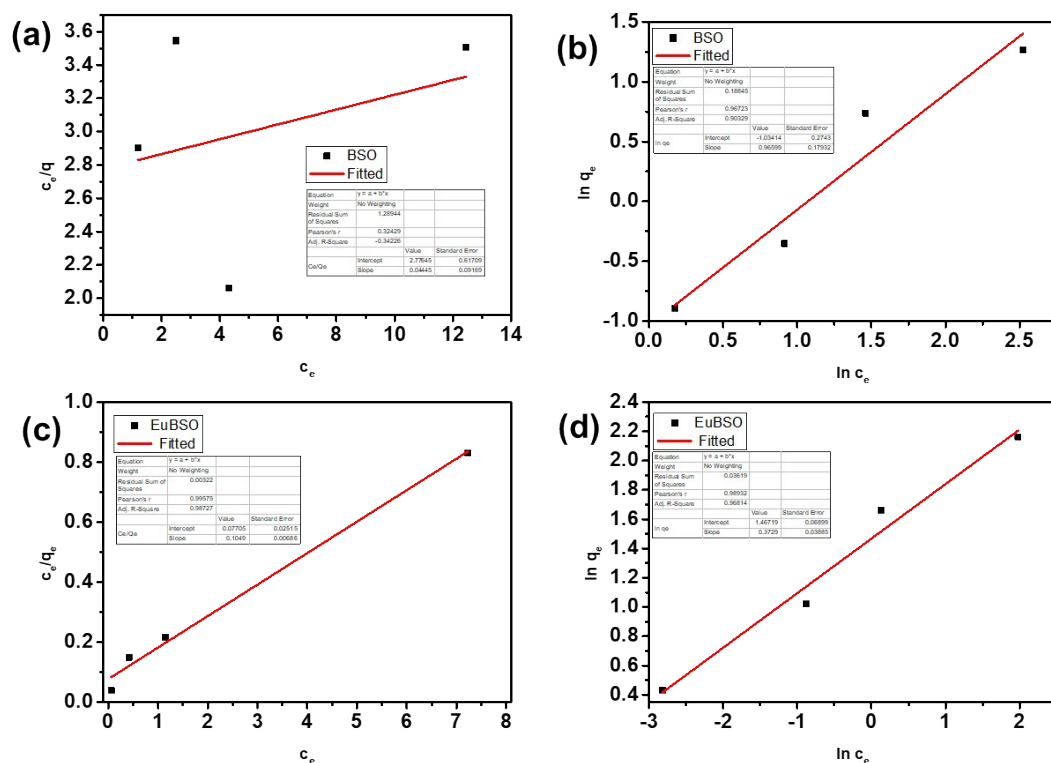 (a)
3.6
3.4
3.2
3.0
2.8
2.6
2.4
2.2
2.0
c_e/q
0 2 4 6 8 10 12 14
c_e
BSO
Fitted
Equation y = a + b*x
Weight No Weighting
Residual Sum of Squares 1.28944
Pearson's r 0.32429
Adj. R-Square -0.34226
Value Standard Error
Ce/Qe Intercept 2.77645 0.61709
Slope 0.04445 0.09169
(b)
1.5
1.0
0.5
0.0
-0.5
-1.0
ln q_e
0.0 0.5 1.0 1.5 2.0 2.5
ln c_e
BSO
Fitted
Equation y = a + b*x
Weight No Weighting
Residual Sum of Squares 0.18845
Pearson's r 0.96723
Adj. R-Square 0.90329
Value Standard Error
ln qe Intercept -1.03414 0.2743
Slope 0.96599 0.17932
(c)
1.0
0.8
0.6
0.4
0.2
0.0
c_e/q_e
0 1 2 3 4 5 6 7 8
c_e
EuBSO
Fitted
Equation y = a + b*x
Weight No Weighting
Residual Sum of Squares 0.00322
Pearson's r 0.99575
Adj. R-Square 0.98727
Value Standard Error
Ce/Qe Intercept 0.07705 0.02515
Slope 0.1049 0.00686
(d)
2.4
2.2
2.0
1.8
1.6
1.4
1.2
1.0
0.8
0.6
0.4
ln q_e
-3 -2 -1 0 1 2
ln c_e
EuBSO
Fitted
Equation y = a + b*x
Weight No Weighting
Residual Sum of Squares 0.03619
Pearson's r 0.98932
Adj. R-Square 0.96814
Value Standard Error
ln qe Intercept 1.46719 0.06899
Slope 0.3729 0.03885